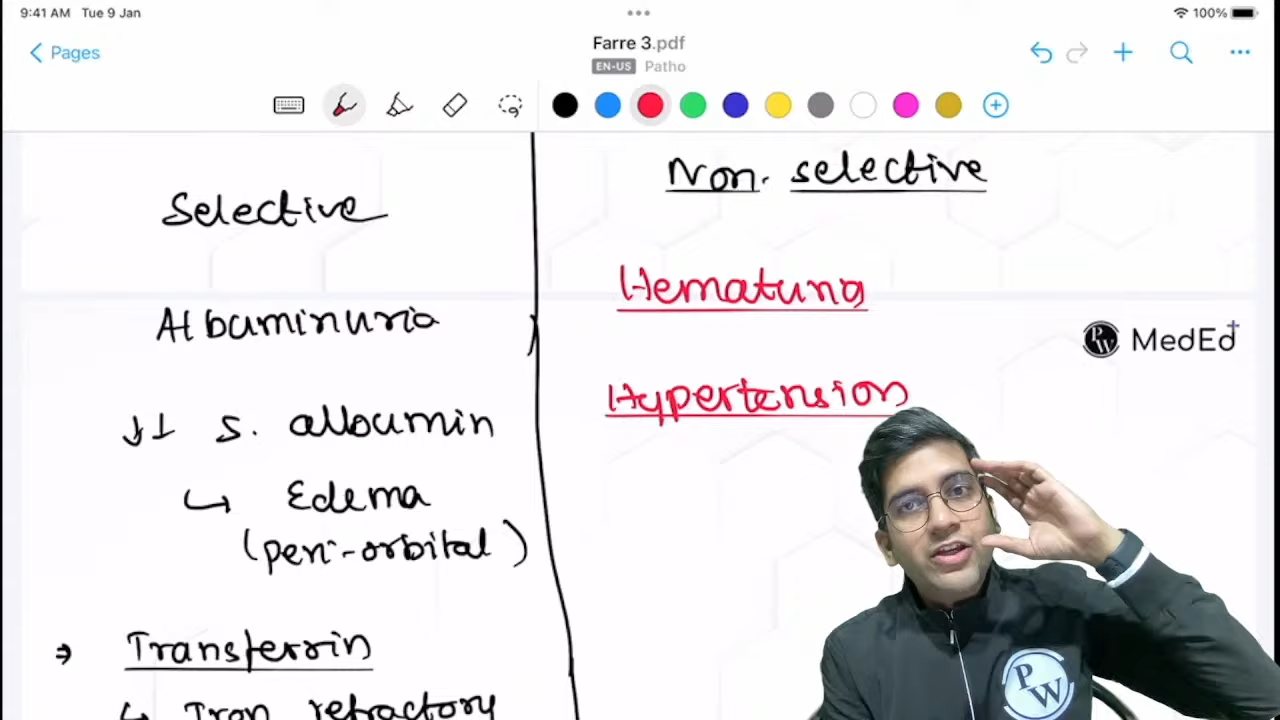 9:41 AM Tue 9 Jan
100%
Pages
Farre 3.pdf
EN-US Patho
Selective
Albuminuria
↓↓ S. albumin
↳ Edema
(peri-orbital)
⇒ Transferrin
↳ Iron refractory
Non. selective
Hematuria
Hypertension
PW MedEd+
PW